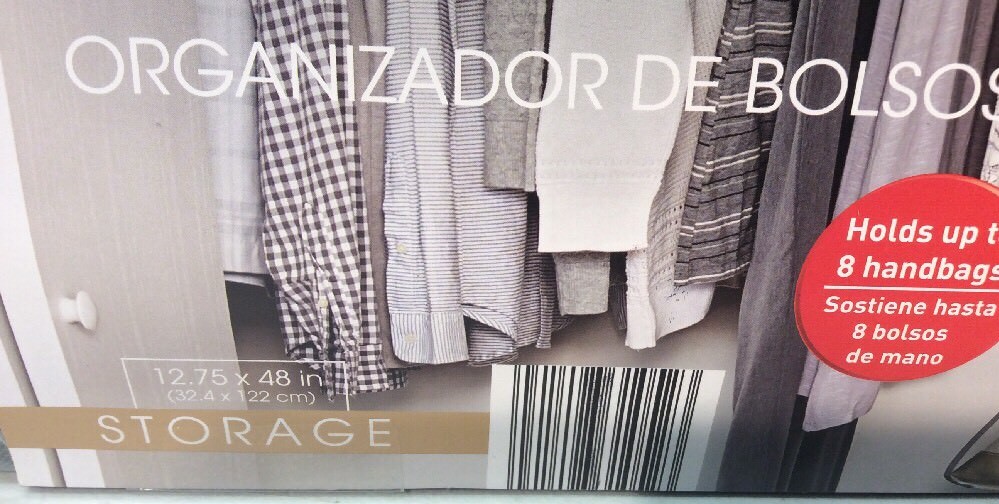 ORGANIZADOR DE BOLSOS
Holds up t
8 handbags
Sostiene hasta
8 bolsos
de mano
12.75 x 48 in
(32.4 x 122 cm)
STORAGE